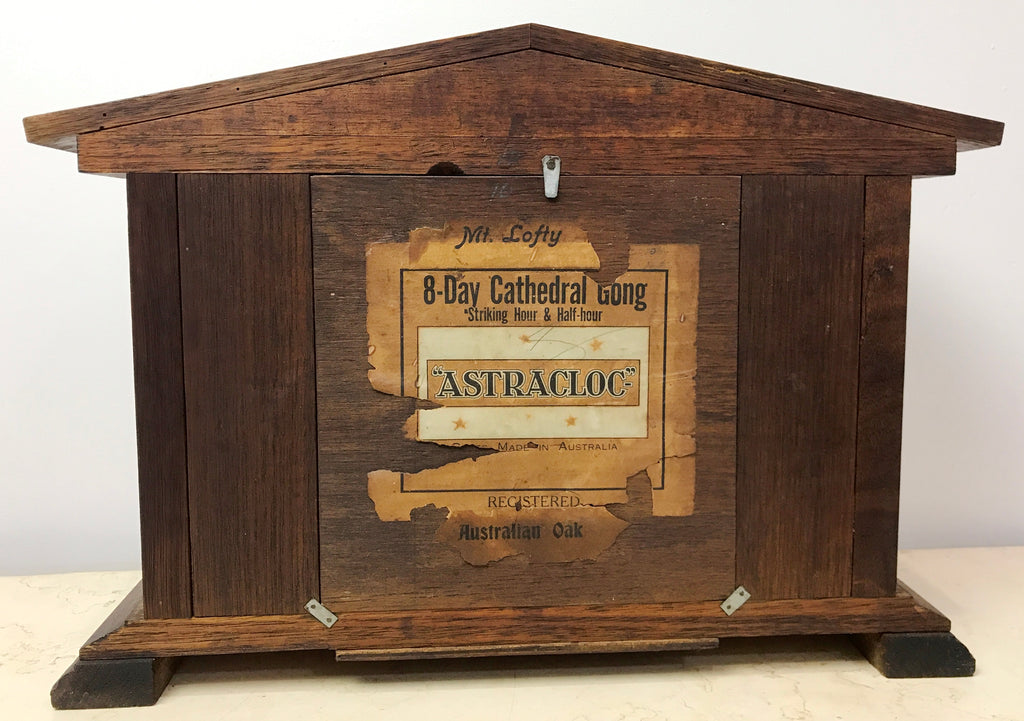 Mt. Lofty
8-Day Cathedral Gong
Striking Hour & Half-hour
"ASTRACLOC"
Made in Australia
REGISTERED
Australian Oak